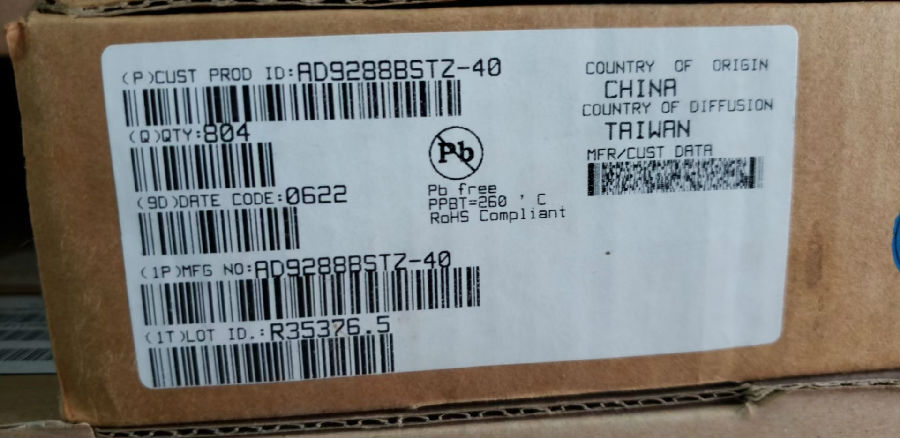 (P)CUST PROD ID:AD9288BSTZ-40
(Q)QTY:804
(9D)DATE CODE:0622
(1P)MFG NO:AD9288BSTZ-40
(1T)LOT ID.:R35376.5
Pb
Pb free
PPBT=260 ' C
RoHS Compliant
COUNTRY OF ORIGIN
CHINA
COUNTRY OF DIFFUSION
TAIWAN
MFR/CUST DATA